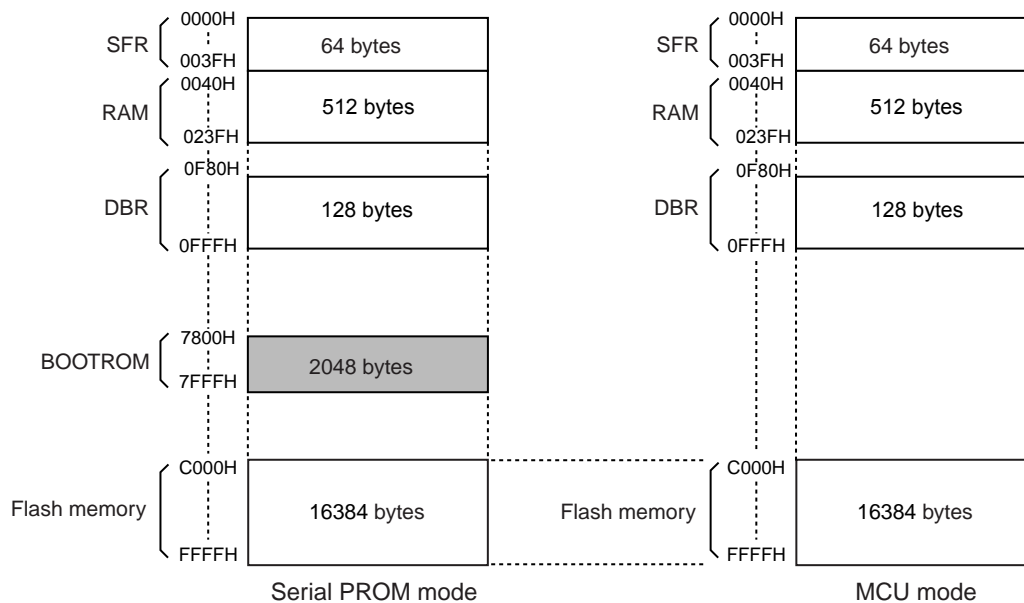 SFR
0000H
003FH
64 bytes
RAM
0040H
023FH
512 bytes
DBR
0F80H
0FFFH
128 bytes
BOOTROM
7800H
7FFFH
2048 bytes
Flash memory
C000H
FFFFH
16384 bytes
Serial PROM mode
SFR
0000H
003FH
64 bytes
RAM
0040H
023FH
512 bytes
DBR
0F80H
0FFFH
128 bytes
Flash memory
C000H
FFFFH
16384 bytes
MCU mode